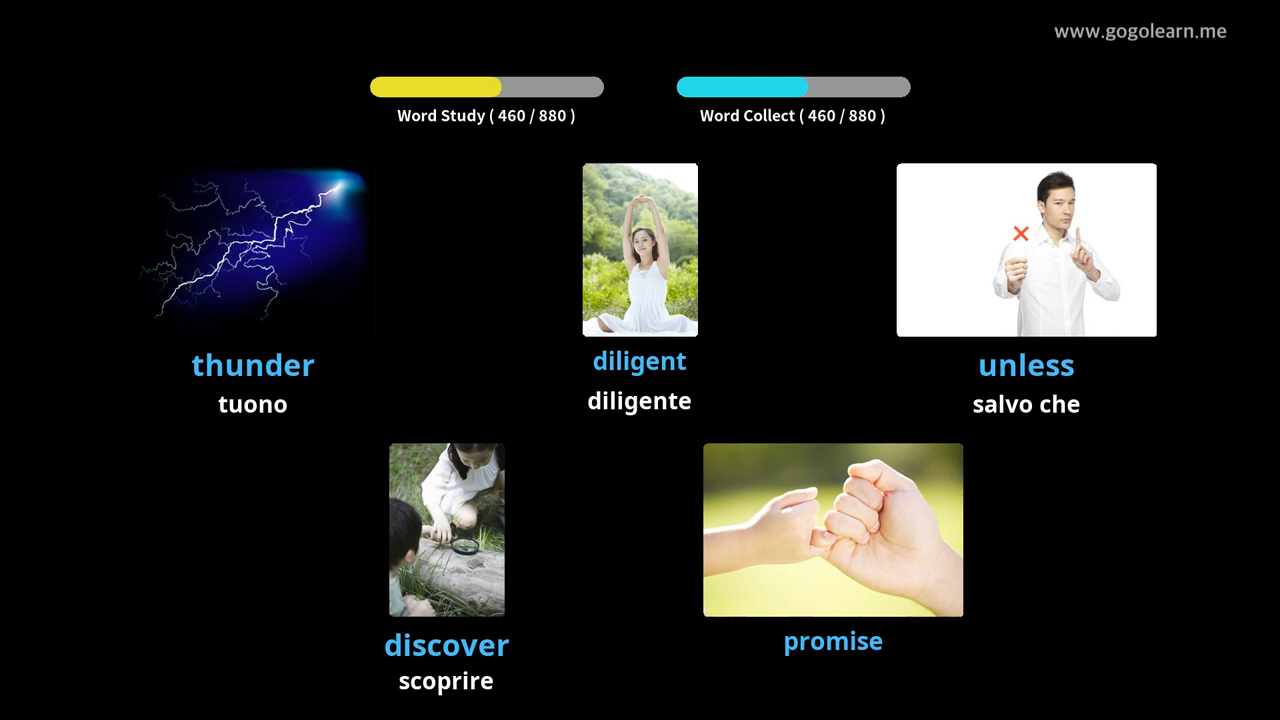 www.gogolearn.me
Word Study ( 460 / 880 )
Word Collect ( 460 / 880 )
thunder
tuono
diligent
diligente
unless
salvo che
discover
scoprire
promise